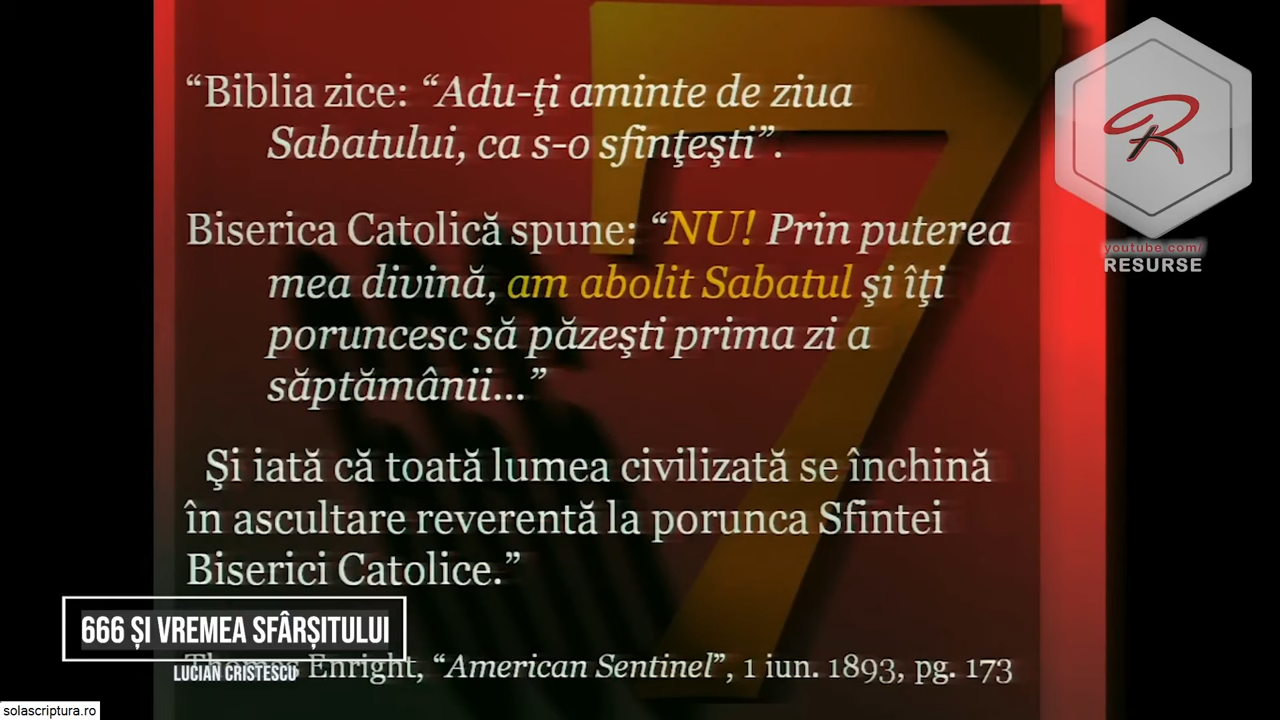 “Biblia zice: “Adu-ţi aminte de ziua
Sabatului, ca s-o sfinţeşti”.
Biserica Catolică spune: “NU! Prin puterea
mea divină, am abolit Sabatul şi îţi
poruncesc să păzeşti prima zi a
săptămânii...”
Şi iată că toată lumea civilizată se închină
în ascultare reverentă la porunca Sfintei
Biserici Catolice.”
Enright, “American Sentinel”, 1 iun. 1893, pg. 173
666 ȘI VREMEA SFÂRȘITULUI
LUCIAN CRISTESCU
solascriptura.ro
R
youtube.com/
RESURSE